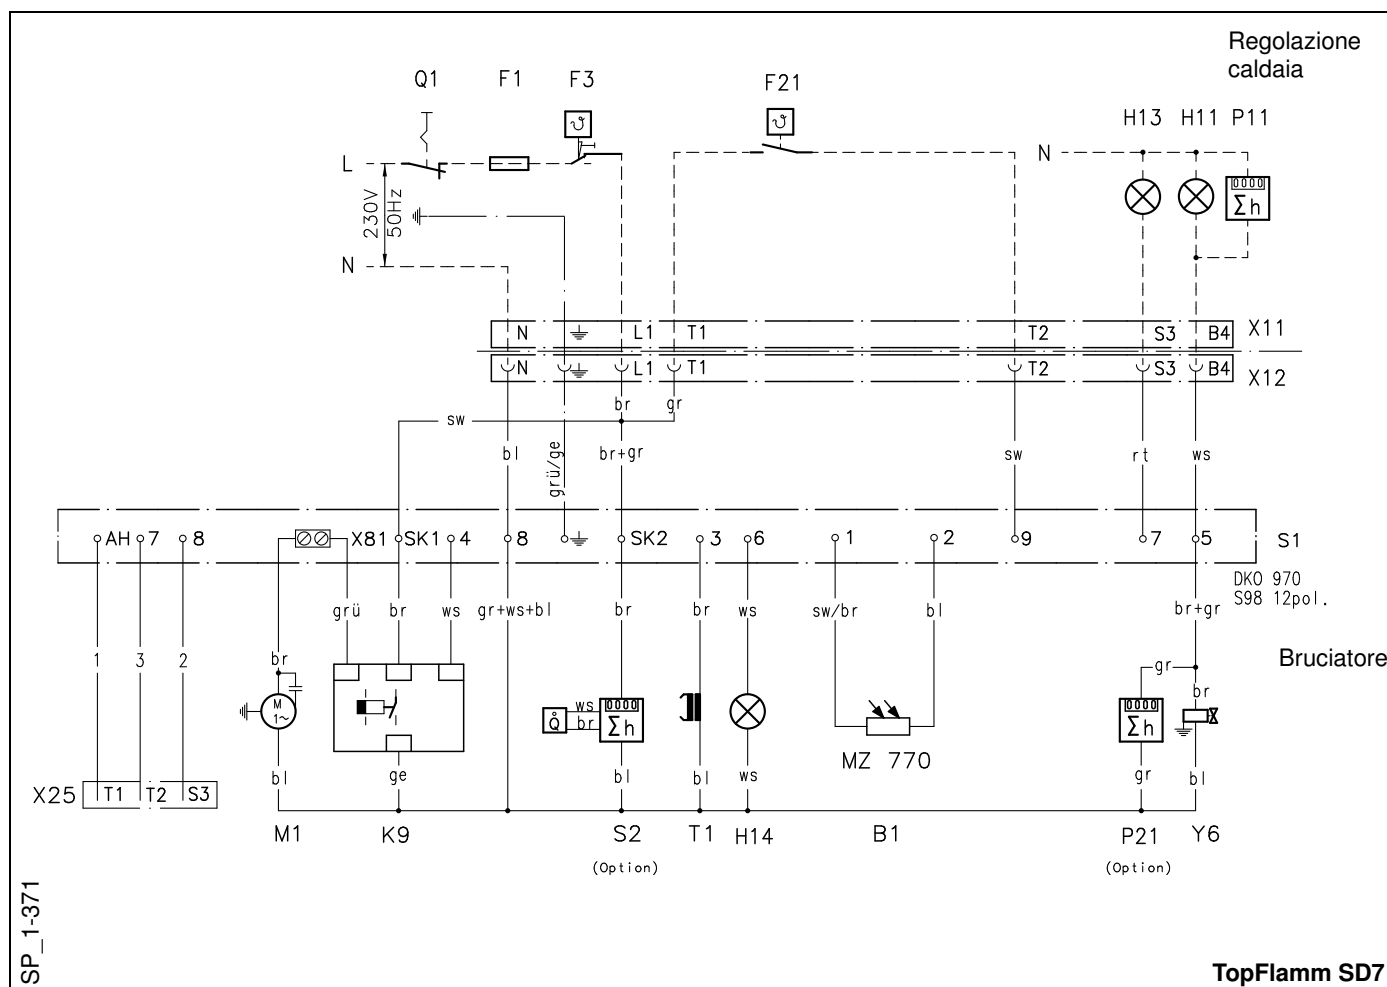 Regolazione
caldaia
Q1 F1 F3 F21
H13 H11 P11
ϑ ϑ
L
N
0000
Σh
230V
50Hz
N
N L1 T1 T2 S3 B4 X11
N L1 T1 T2 S3 B4 X12
br gr
sw
bl grü/ge br+gr sw rt ws
AH 7 8 X81 SK1 4 8 SK2 3 6 1 2 9 7 5 S1
DKO 970
S98 12pol.
grü br ws gr+ws+bl br br ws sw/br bl br+gr
1 3 2 br gr Bruciatore
br
M
1~
Q̊ ws
br
0000
Σh
0000
Σh
MZ 770
bl ge bl bl ws gr bl
X25 T1 T2 S3
M1 K9 S2 T1 H14 B1 P21 Y6
(Option) (Option)
SP_1-371
TopFlamm SD7